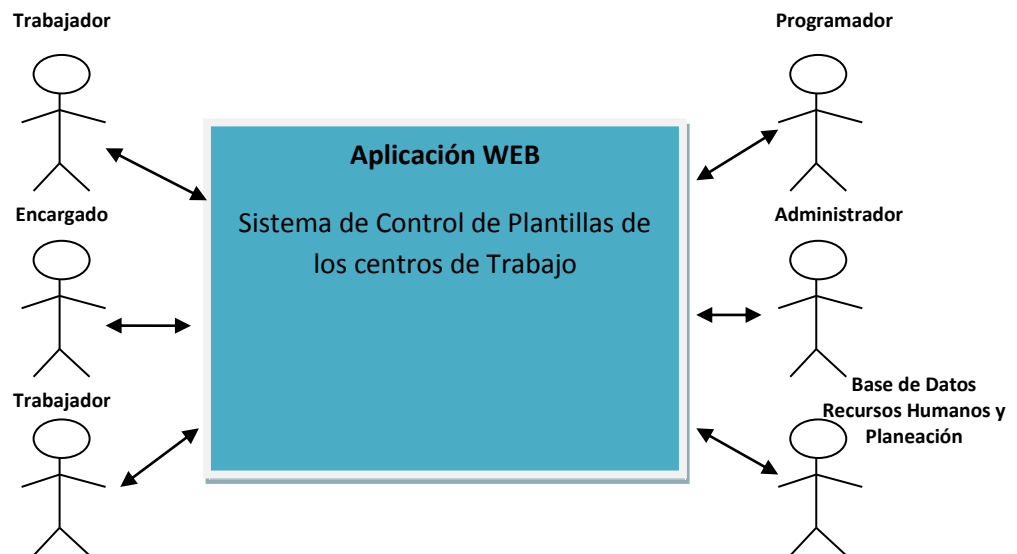 Trabajador
Programador
Aplicación WEB
Sistema de Control de Plantillas de
los centros de Trabajo
Encargado
Administrador
Trabajador
Base de Datos
Recursos Humanos y
Planeación